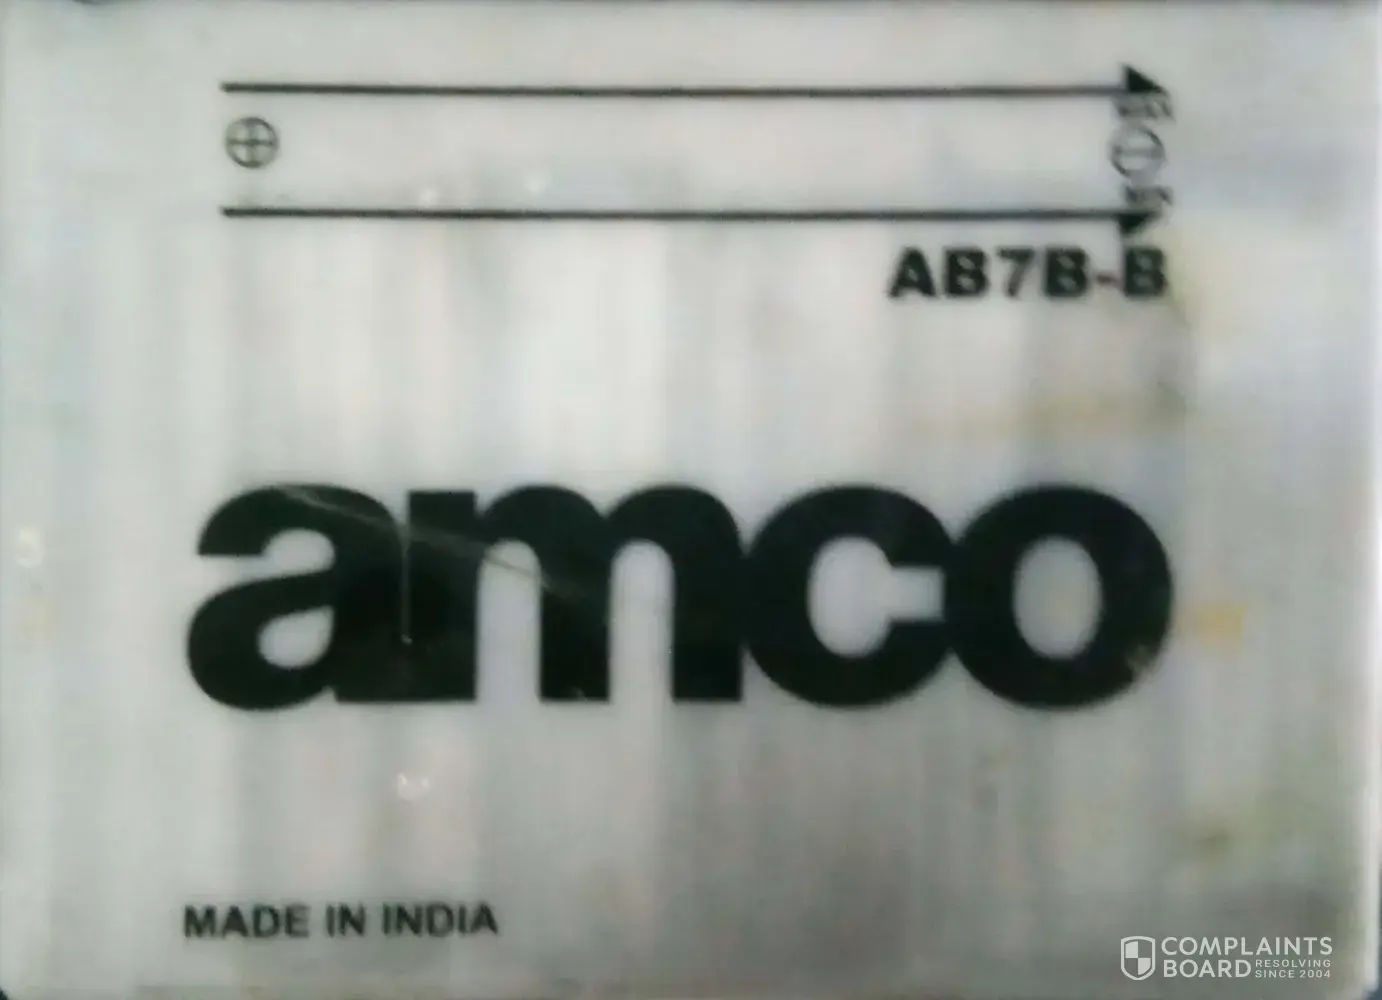 AB7B-B
amco
MADE IN INDIA
COMPLAINTS
BOARD RESOLVING
SINCE 2004